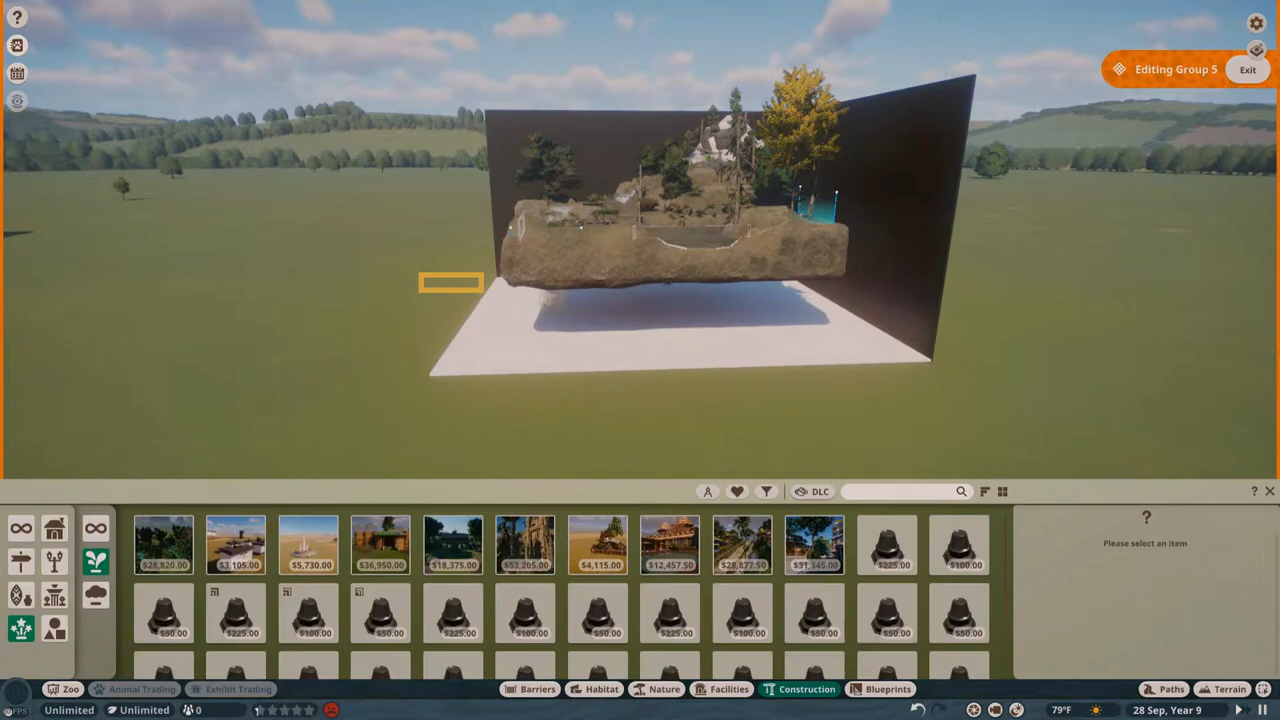 ?
Editing Group 5
Exit
DLC
?
?
Please select an item
$28,820.00
$3,105.00
$5,730.00
$36,950.00
$18,375.00
$53,205.00
$4,115.00
$12,457.50
$28,877.50
$31,345.00
$225.00
$100.00
$50.00
$225.00
$100.00
$50.00
$225.00
$100.00
$50.00
$225.00
$100.00
$50.00
$50.00
$50.00
Zoo
Animal Trading
Exhibit Trading
Barriers
Habitat
Nature
Facilities
Construction
Blueprints
Paths
Terrain
FPS
Unlimited
Unlimited
0
79°F
28 Sep, Year 9